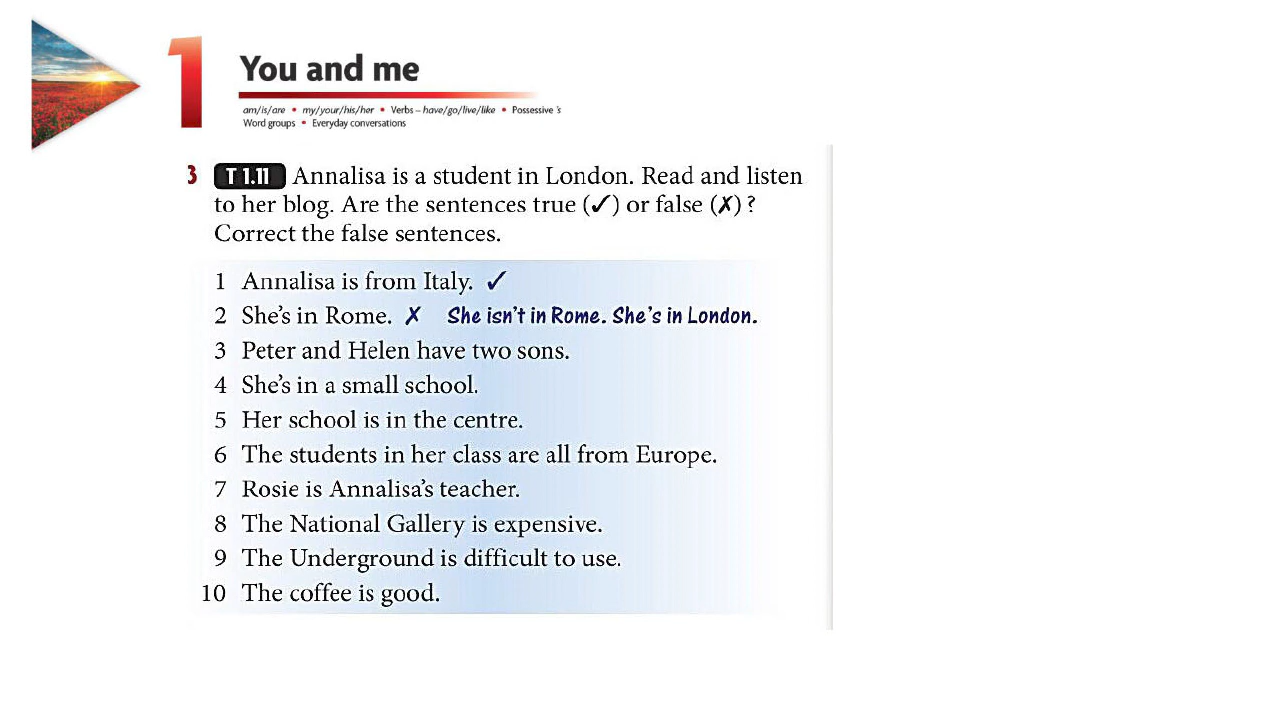 1
You and me
am/is/are • my/your/his/her • Verbs – have/go/live/like • Possessive 's
Word groups • Everyday conversations
3 T 1.11 Annalisa is a student in London. Read and listen
to her blog. Are the sentences true (✓) or false (✗)?
Correct the false sentences.
1 Annalisa is from Italy. ✓
2 She's in Rome. ✗ She isn't in Rome. She's in London.
3 Peter and Helen have two sons.
4 She's in a small school.
5 Her school is in the centre.
6 The students in her class are all from Europe.
7 Rosie is Annalisa's teacher.
8 The National Gallery is expensive.
9 The Underground is difficult to use.
10 The coffee is good.